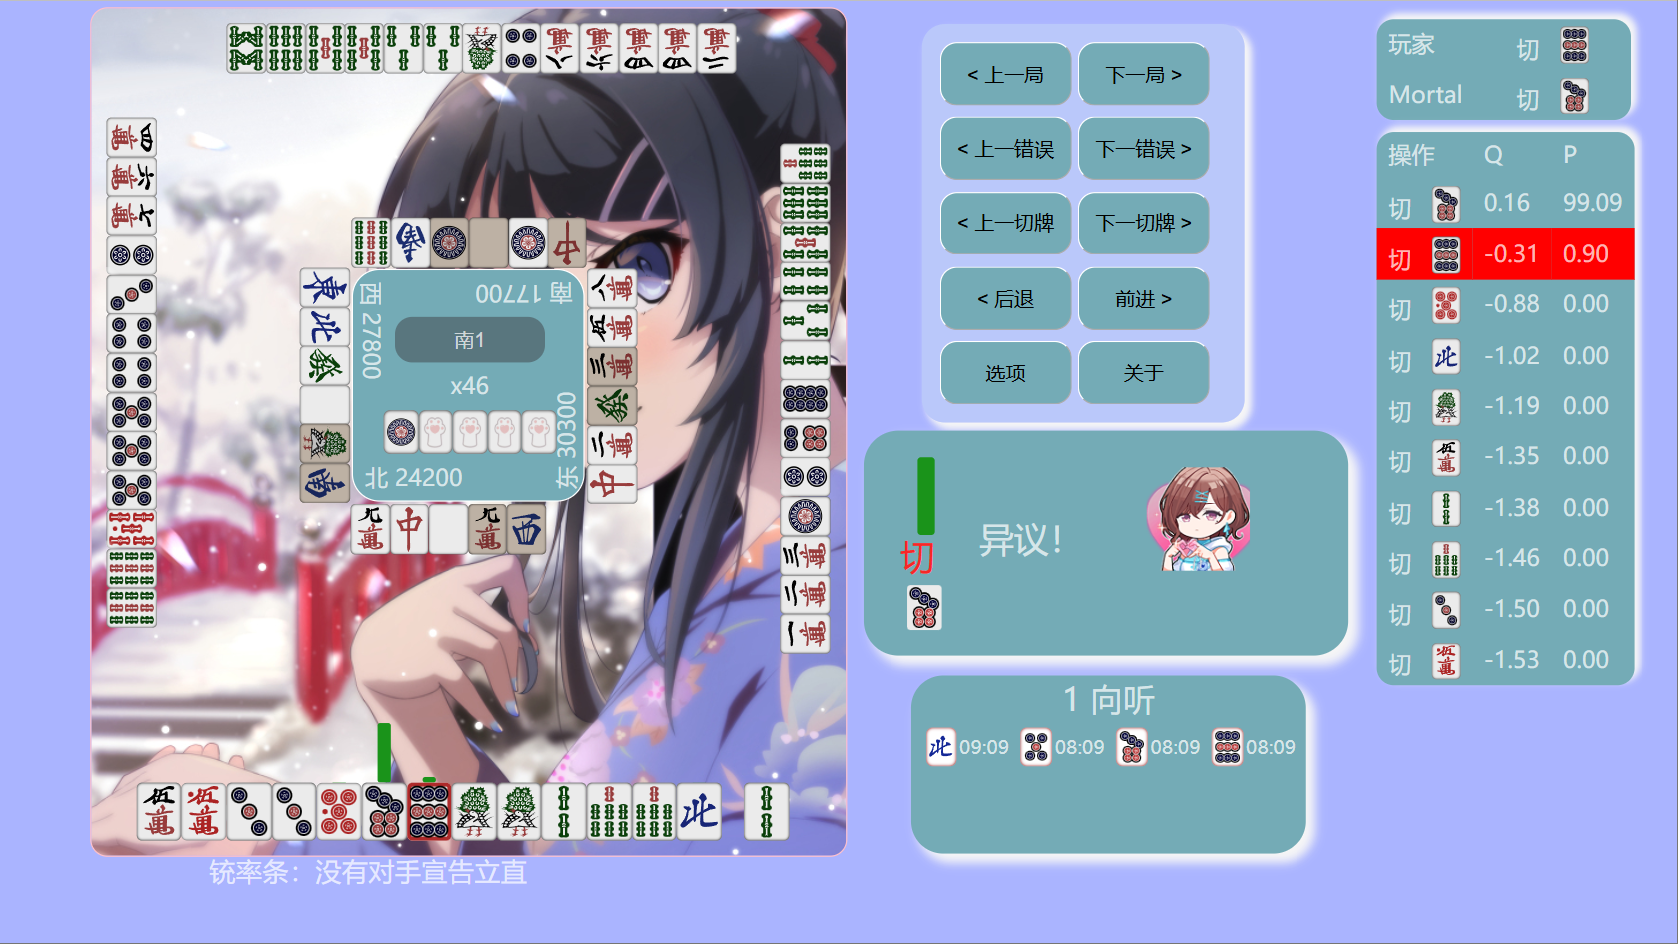 西 27800
南 17700
南1
x46
东 30300
北 24200
铳率条：没有对手宣告立直
< 上一局
下一局 >
< 上一错误
下一错误 >
< 上一切牌
下一切牌 >
< 后退
前进 >
选项
关于
切
异议！
1 向听
北 09:09 08:09 08:09 08:09
玩家 切
Mortal 切
操作 Q P
切 0.16 99.09
切 -0.31 0.90
切 -0.88 0.00
切 北 -1.02 0.00
切 -1.19 0.00
切 伍萬 -1.35 0.00
切 -1.38 0.00
切 -1.46 0.00
切 -1.50 0.00
切 伍萬 -1.53 0.00